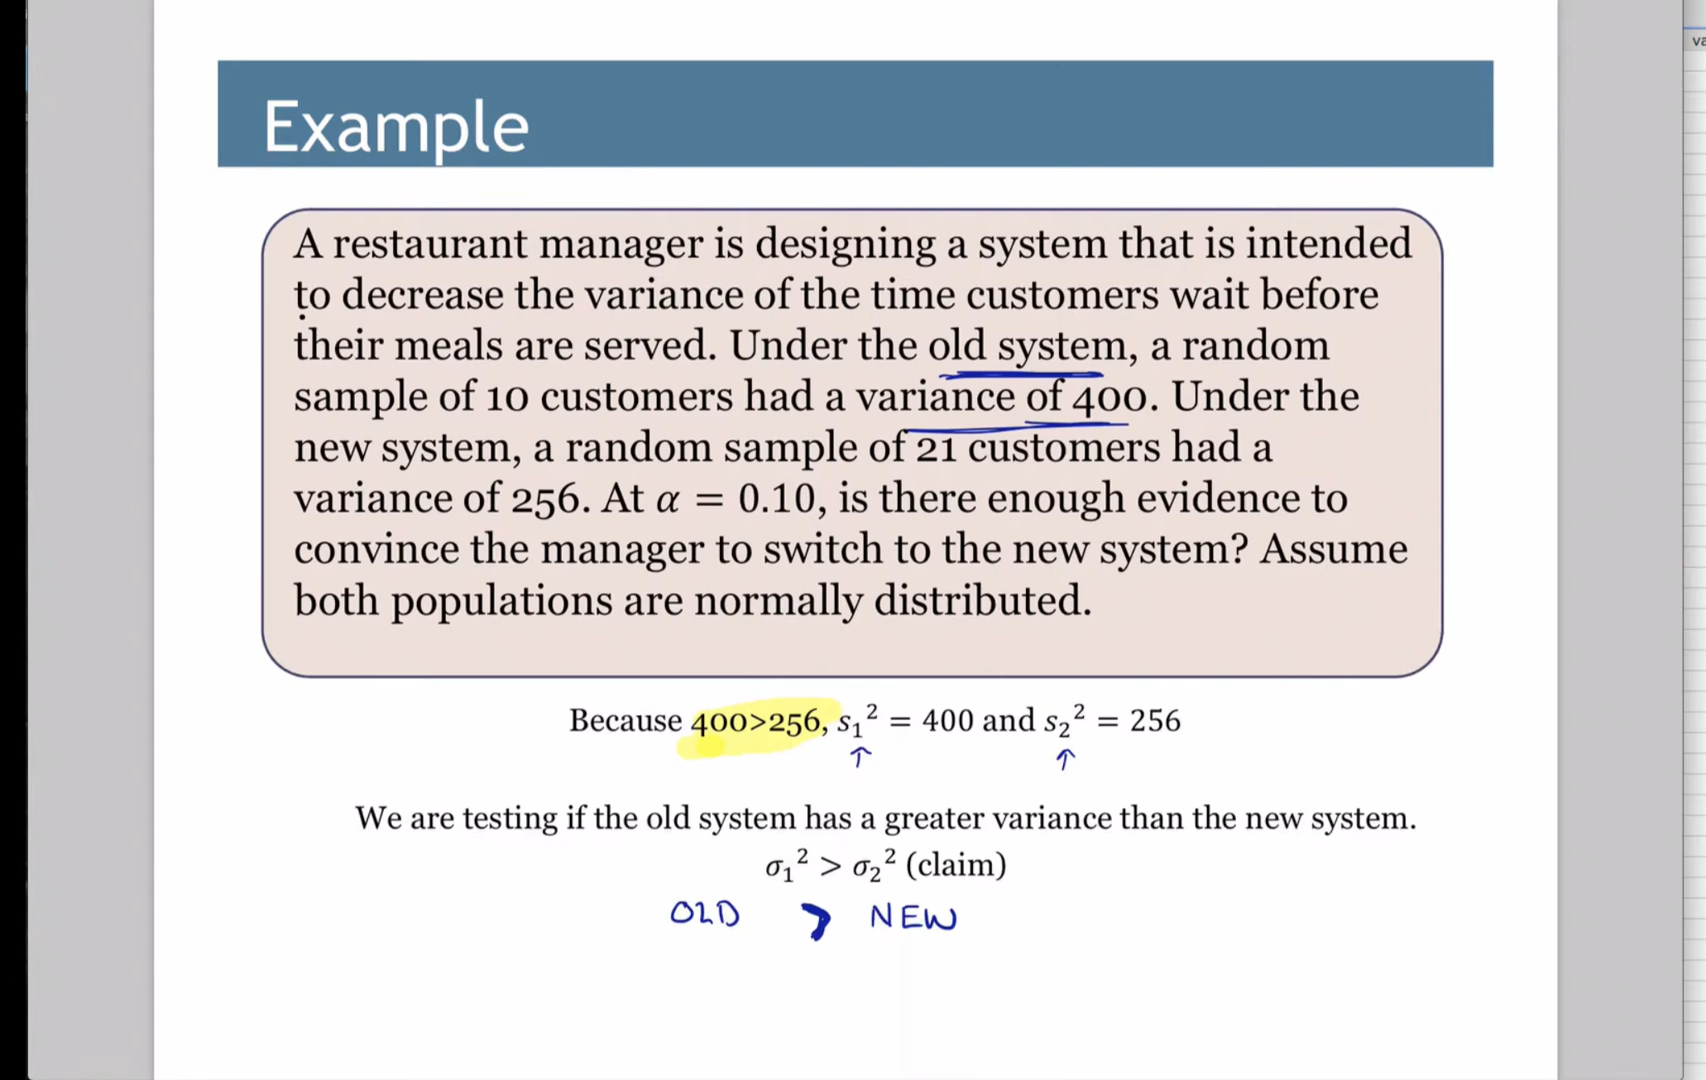 Example
A restaurant manager is designing a system that is intended
to decrease the variance of the time customers wait before
their meals are served. Under the old system, a random
sample of 10 customers had a variance of 400. Under the
new system, a random sample of 21 customers had a
variance of 256. At α = 0.10, is there enough evidence to
convince the manager to switch to the new system? Assume
both populations are normally distributed.
Because 400>256, s₁² = 400 and s₂² = 256
↑ ↑
We are testing if the old system has a greater variance than the new system.
σ₁² > σ₂² (claim)
OLD > NEW